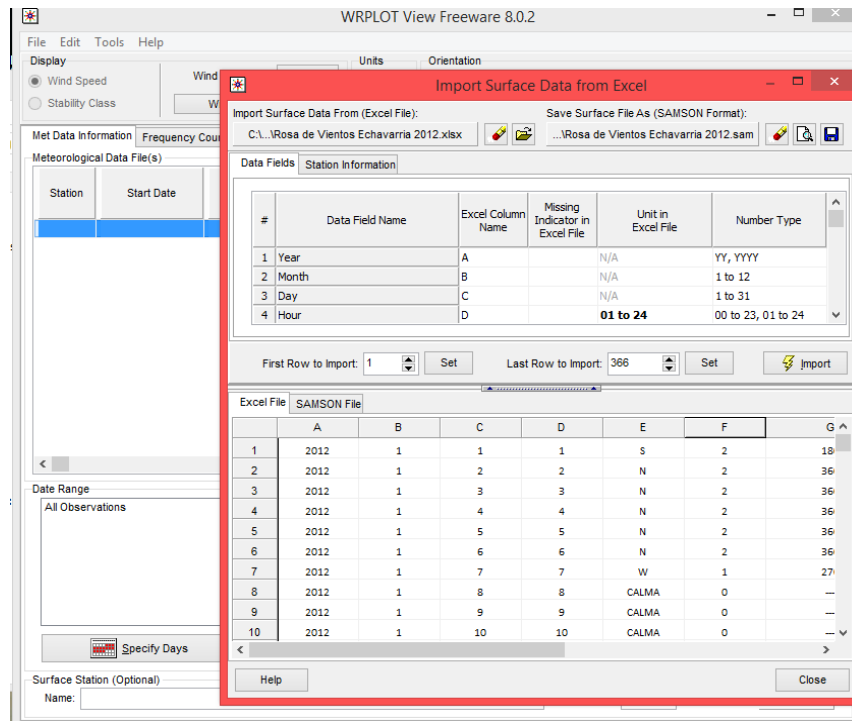 WRPLOT View Freeware 8.0.2
File Edit Tools Help
Display
Units
Orientation
Wind Speed
Stability Class
Wind
W
Met Data Information
Frequency Cou
Meteorological Data File(s)
Station
Start Date
Date Range
All Observations
Specify Days
Surface Station (Optional)
Name:
Import Surface Data from Excel
Import Surface Data From (Excel File):
Save Surface File As (SAMSON Format):
C:\...\Rosa de Vientos Echavarria 2012.xlsx
...\Rosa de Vientos Echavarria 2012.sam
Data Fields
Station Information
# Data Field Name Excel Column Name Missing Indicator in Excel File Unit in Excel File Number Type
1 Year A N/A YY, YYYY
2 Month B N/A 1 to 12
3 Day C N/A 1 to 31
4 Hour D 01 to 24 00 to 23, 01 to 24
First Row to Import: 1 Set Last Row to Import: 366 Set Import
Excel File SAMSON File
A B C D E F G
1 2012 1 1 1 S 2 18
2 2012 1 2 2 N 2 36
3 2012 1 3 3 N 2 36
4 2012 1 4 4 N 2 36
5 2012 1 5 5 N 2 36
6 2012 1 6 6 N 2 36
7 2012 1 7 7 W 1 27
8 2012 1 8 8 CALMA 0 ---
9 2012 1 9 9 CALMA 0 ---
10 2012 1 10 10 CALMA 0 ---
Help
Close